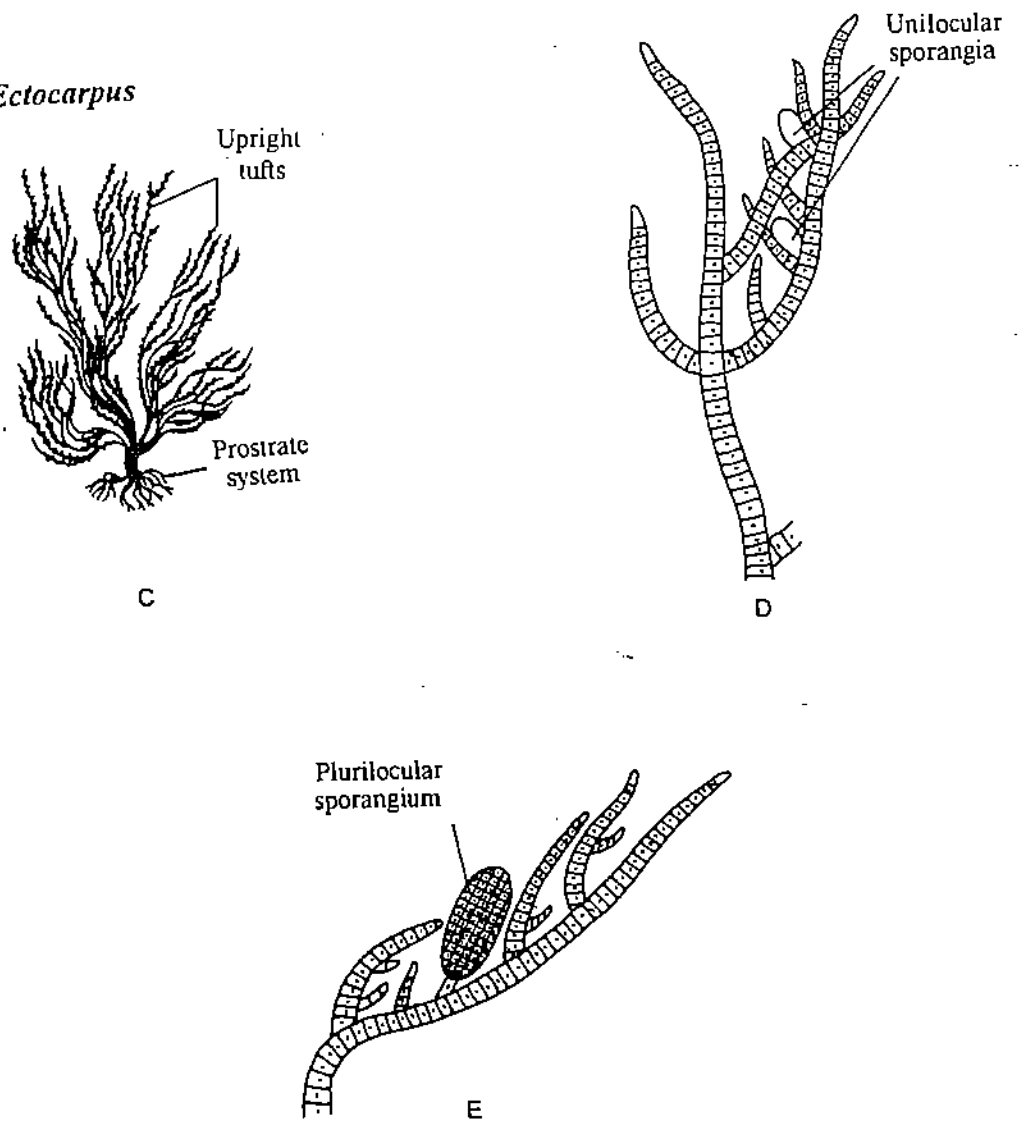 Ectocarpus
Upright
tufts
Prostrate
system
C
Unilocular
sporangia
D
Plurilocular
sporangium
E